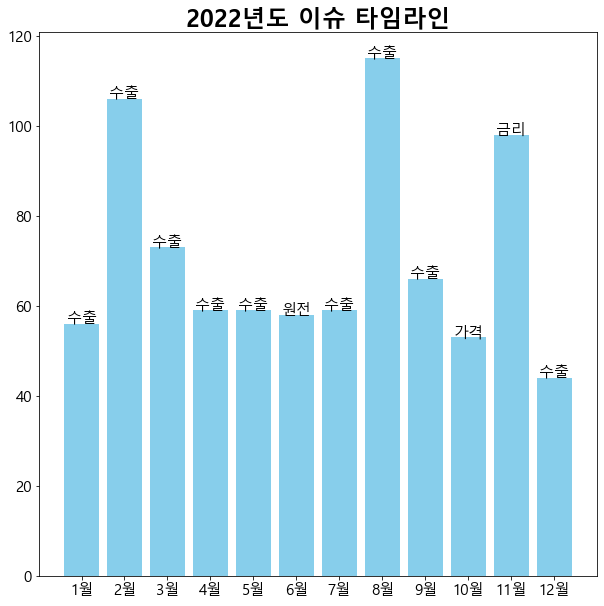 2022년도 이슈 타임라인
120
100
80
60
40
20
0
수출
수출
수출
수출
수출
원전
수출
수출
수출
가격
금리
수출
1월 2월 3월 4월 5월 6월 7월 8월 9월 10월 11월 12월